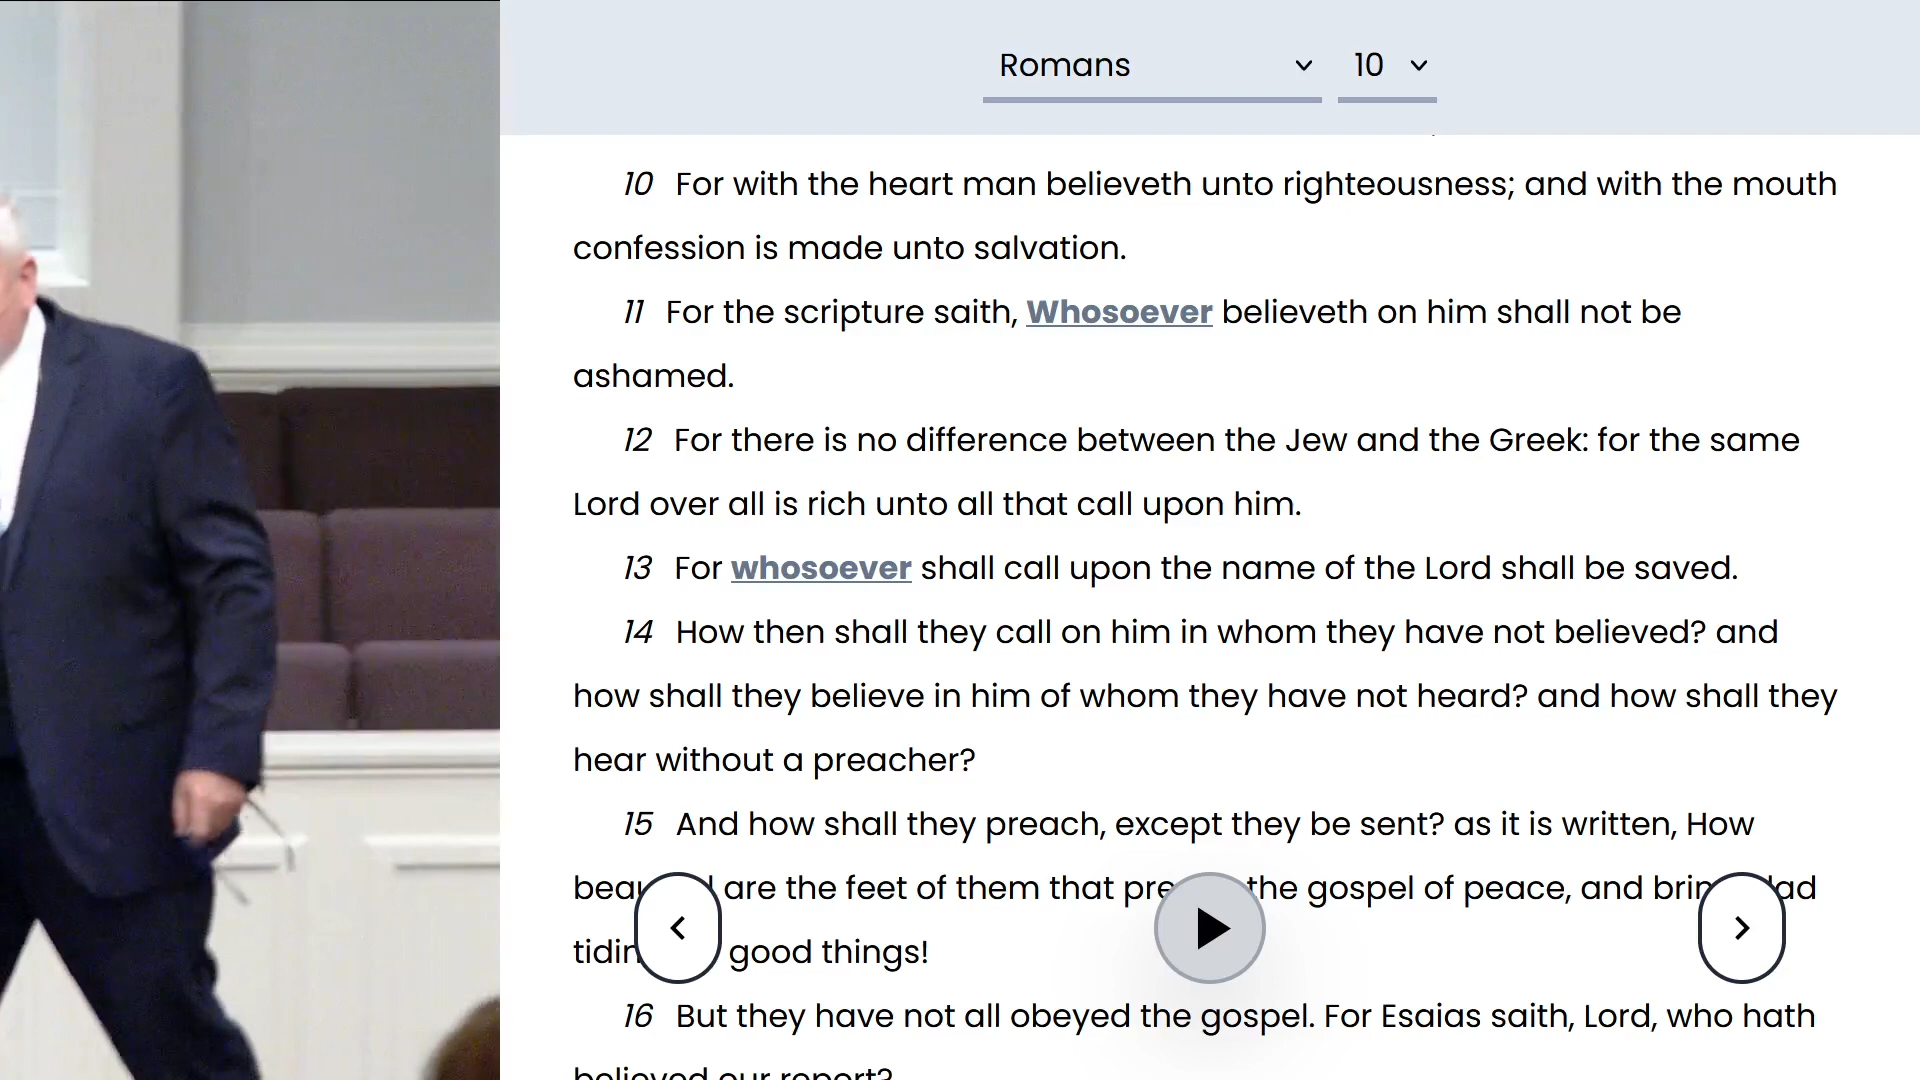 Romans 10
10 For with the heart man believeth unto righteousness; and with the mouth
confession is made unto salvation.
11 For the scripture saith, Whosoever believeth on him shall not be
ashamed.
12 For there is no difference between the Jew and the Greek: for the same
Lord over all is rich unto all that call upon him.
13 For whosoever shall call upon the name of the Lord shall be saved.
14 How then shall they call on him in whom they have not believed? and
how shall they believe in him of whom they have not heard? and how shall they
hear without a preacher?
15 And how shall they preach, except they be sent? as it is written, How
are the feet of them that the gospel of peace, and
good things!
16 But they have not all obeyed the gospel. For Esaias saith, Lord, who hath
believed our report?